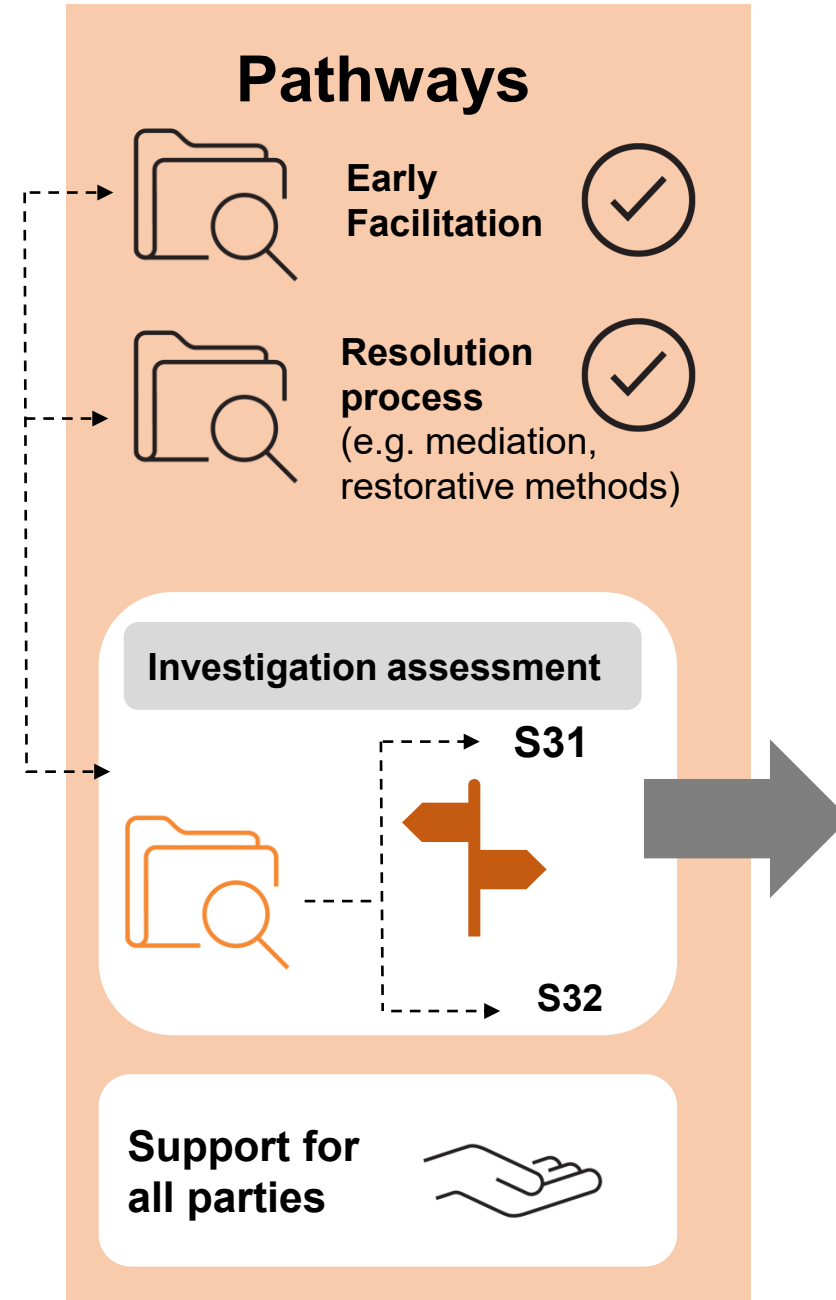 Pathways
Early
Facilitation
Resolution
process
(e.g. mediation,
restorative methods)
Investigation assessment
S31
S32
Support for
all parties